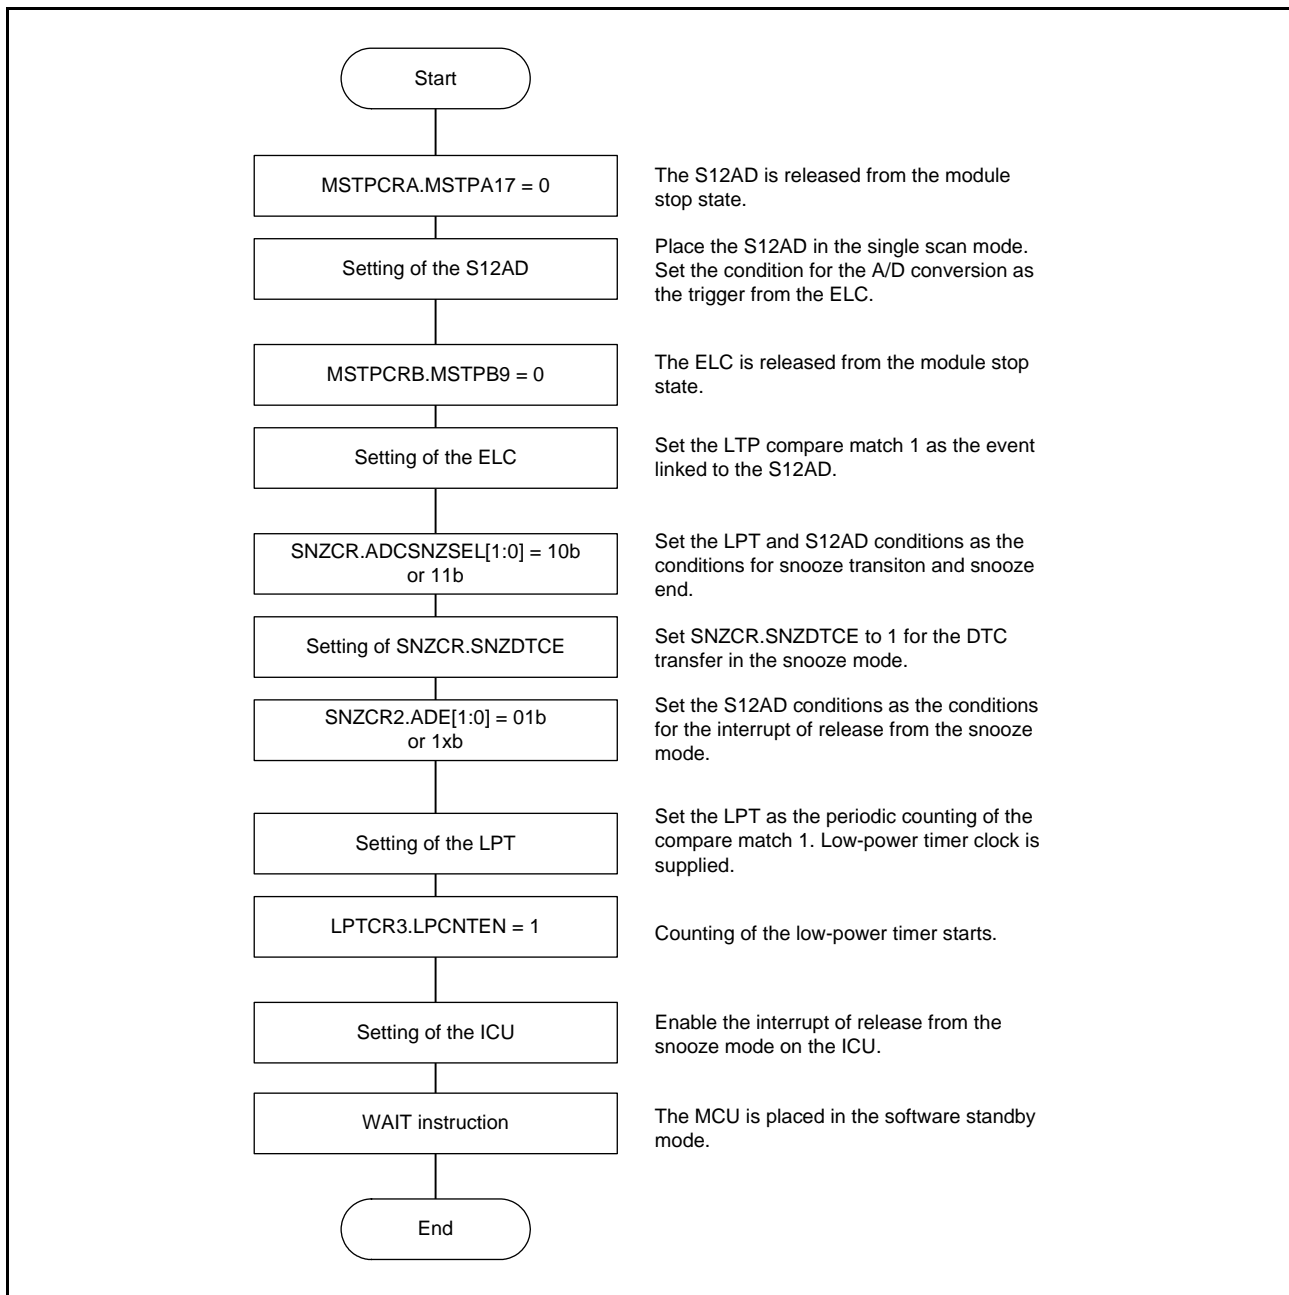 Start
MSTPCRA.MSTPA17 = 0
The S12AD is released from the module
stop state.
Setting of the S12AD
Place the S12AD in the single scan mode.
Set the condition for the A/D conversion as
the trigger from the ELC.
MSTPCRB.MSTPB9 = 0
The ELC is released from the module stop
state.
Setting of the ELC
Set the LTP compare match 1 as the event
linked to the S12AD.
SNZCR.ADCSNZSEL[1:0] = 10b
or 11b
Set the LPT and S12AD conditions as the
conditions for snooze transiton and snooze
end.
Setting of SNZCR.SNZDTCE
Set SNZCR.SNZDTCE to 1 for the DTC
transfer in the snooze mode.
SNZCR2.ADE[1:0] = 01b
or 1xb
Set the S12AD conditions as the conditions
for the interrupt of release from the snooze
mode.
Setting of the LPT
Set the LPT as the periodic counting of the
compare match 1. Low-power timer clock is
supplied.
LPTCR3.LPCNTEN = 1
Counting of the low-power timer starts.
Setting of the ICU
Enable the interrupt of release from the
snooze mode on the ICU.
WAIT instruction
The MCU is placed in the software standby
mode.
End